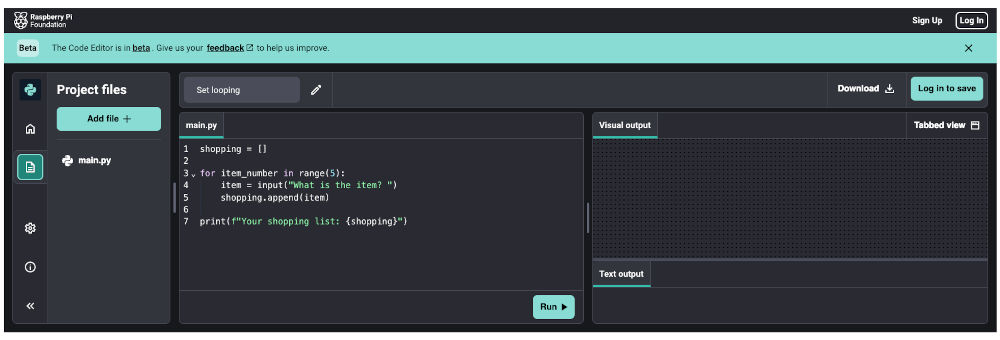 Raspberry Pi
Foundation
Sign Up
Log In
Beta
The Code Editor is in beta. Give us your feedback to help us improve.
Project files
Add file +
main.py
Set looping
Download
Log in to save
main.py
1 shopping = []
2
3 for item_number in range(5):
4     item = input("What is the item? ")
5     shopping.append(item)
6
7 print(f"Your shopping list: {shopping}")
Run
Visual output
Tabbed view
Text output